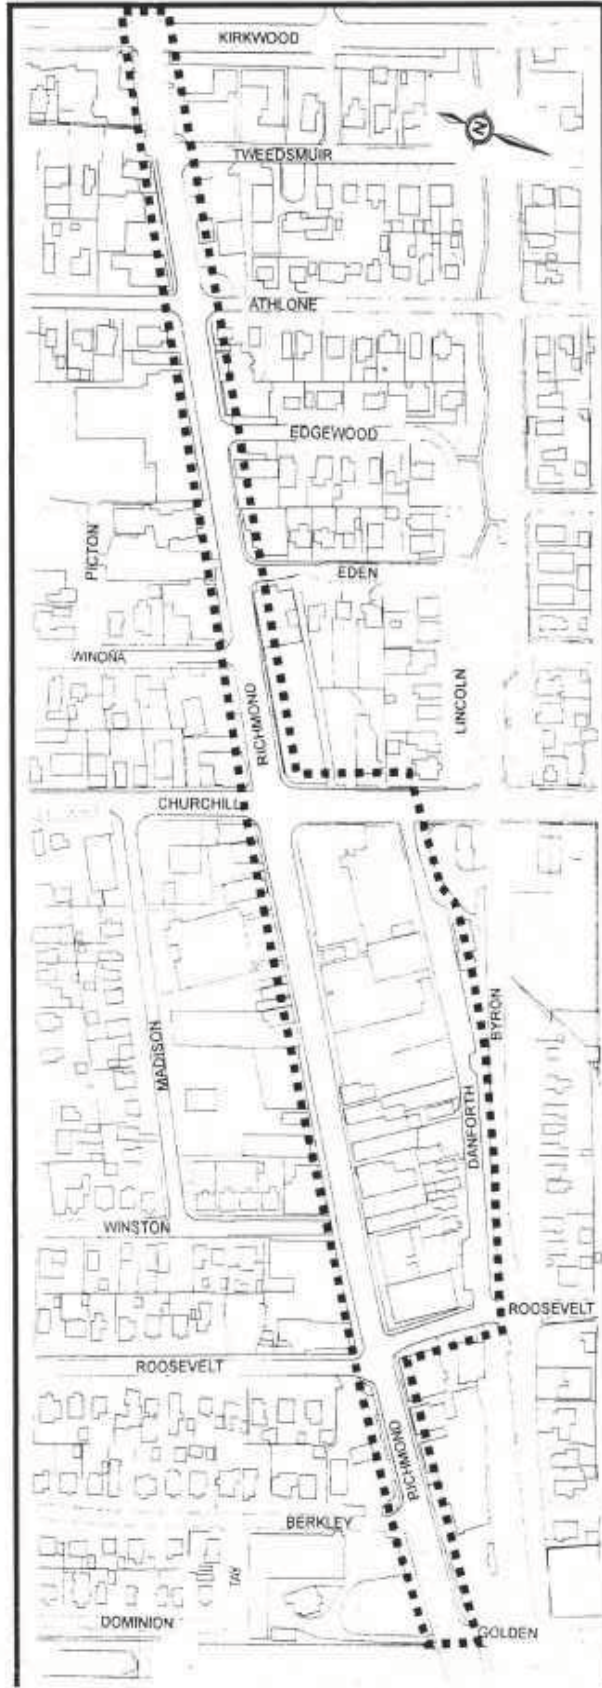 KIRKWOOD
N
TWEEDSMUIR
ATHLONE
EDGEWOOD
PICTON
EDEN
WINONA
RICHMOND
LINCOLN
CHURCHILL
BYRON
MADISON
DANFORTH
WINSTON
ROOSEVELT
ROOSEVELT
RICHMOND
BERKLEY
TAY
DOMINION
GOLDEN